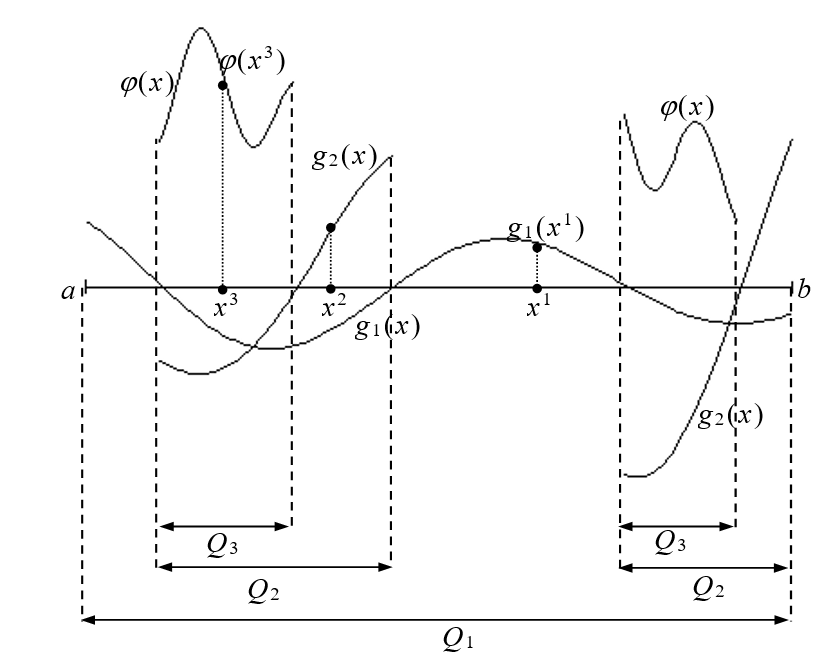 φ(x³)
φ(x)
φ(x)
g₂(x)
g₁(x¹)
a
b
x³
x²
x¹
g₁(x)
g₂(x)
Q₃
Q₃
Q₂
Q₂
Q₁